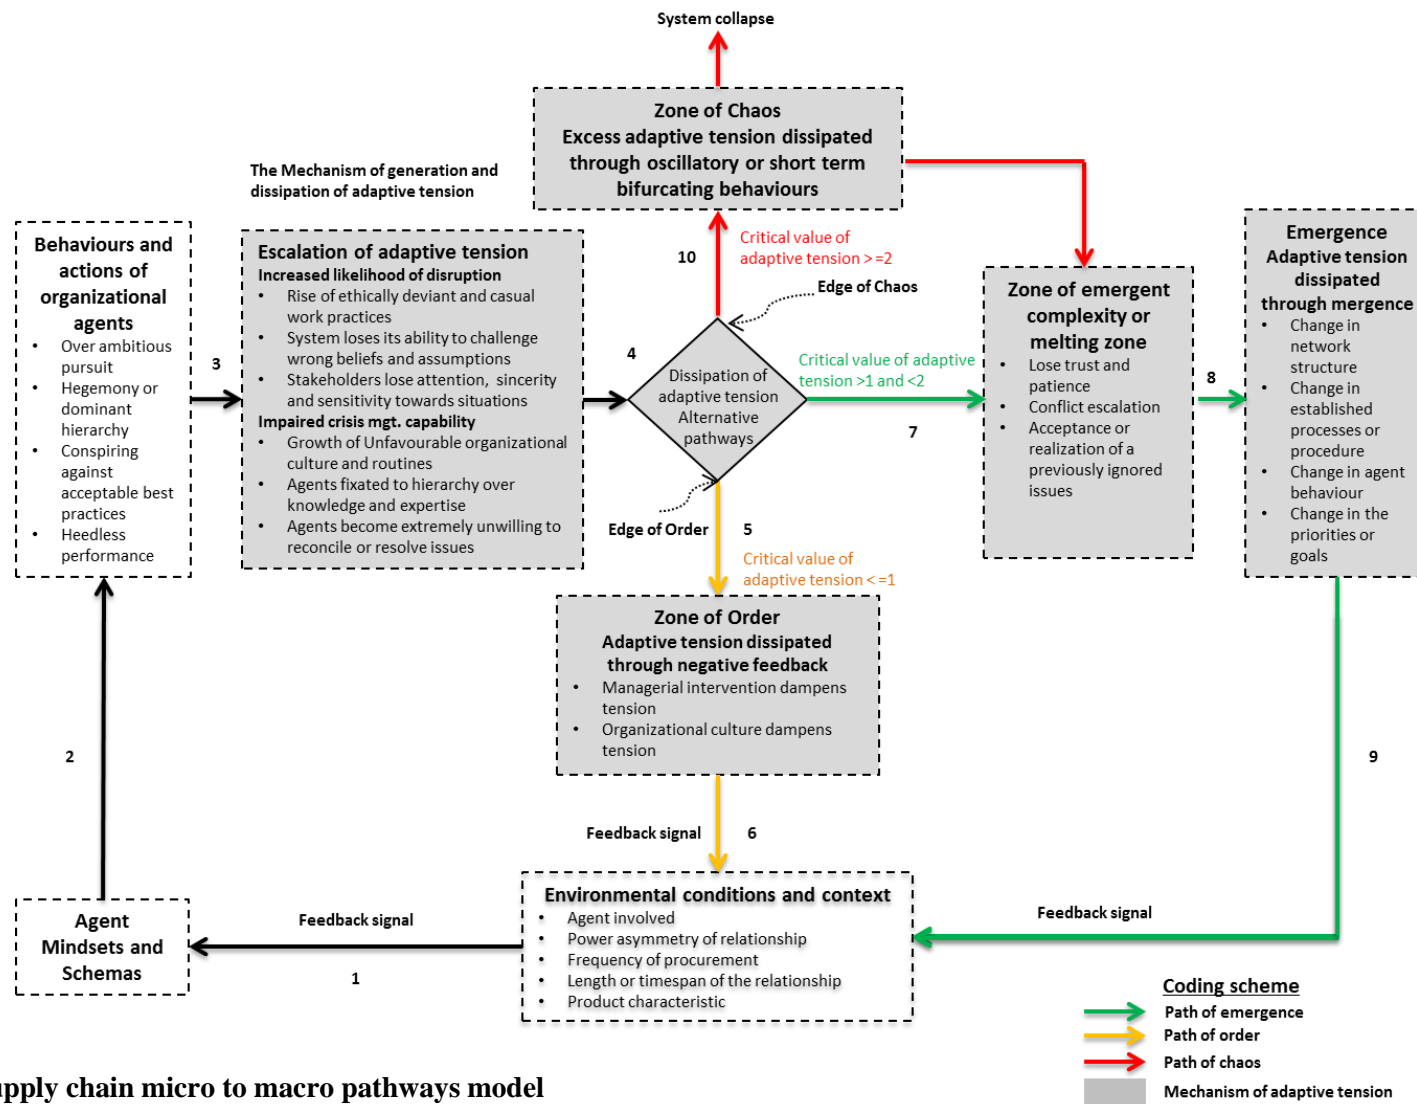 System collapse
Zone of Chaos
Excess adaptive tension dissipated
through oscillatory or short term
bifurcating behaviours
The Mechanism of generation and
dissipation of adaptive tension
Behaviours and
actions of
organizational
agents
• Over ambitious
pursuit
• Hegemony or
dominant
hierarchy
• Conspiring
against
acceptable best
practices
• Heedless
performance
3
Escalation of adaptive tension
Increased likelihood of disruption
• Rise of ethically deviant and casual
work practices
• System loses its ability to challenge
wrong beliefs and assumptions
• Stakeholders lose attention, sincerity
and sensitivity towards situations
Impaired crisis mgt. capability
• Growth of Unfavourable organizational
culture and routines
• Agents fixated to hierarchy over
knowledge and expertise
• Agents become extremely unwilling to
reconcile or resolve issues
4
10
Critical value of
adaptive tension > =2
Edge of Chaos
Dissipation of
adaptive tension
Alternative
pathways
Critical value of adaptive
tension >1 and <2
7
Zone of emergent
complexity or
melting zone
• Lose trust and
patience
• Conflict escalation
• Acceptance or
realization of a
previously ignored
issues
8
Emergence
Adaptive tension
dissipated
through mergence
• Change in
network
structure
• Change in
established
processes or
procedure
• Change in agent
behaviour
• Change in the
priorities or
goals
Edge of Order
5
Critical value of
adaptive tension < =1
Zone of Order
Adaptive tension dissipated
through negative feedback
• Managerial intervention dampens
tension
• Organizational culture dampens
tension
2
9
Feedback signal
6
Environmental conditions and context
• Agent involved
• Power asymmetry of relationship
• Frequency of procurement
• Length or timespan of the relationship
• Product characteristic
Agent
Mindsets and
Schemas
Feedback signal
1
Feedback signal
Coding scheme
Path of emergence
Path of order
Path of chaos
Mechanism of adaptive tension
upply chain micro to macro pathways model